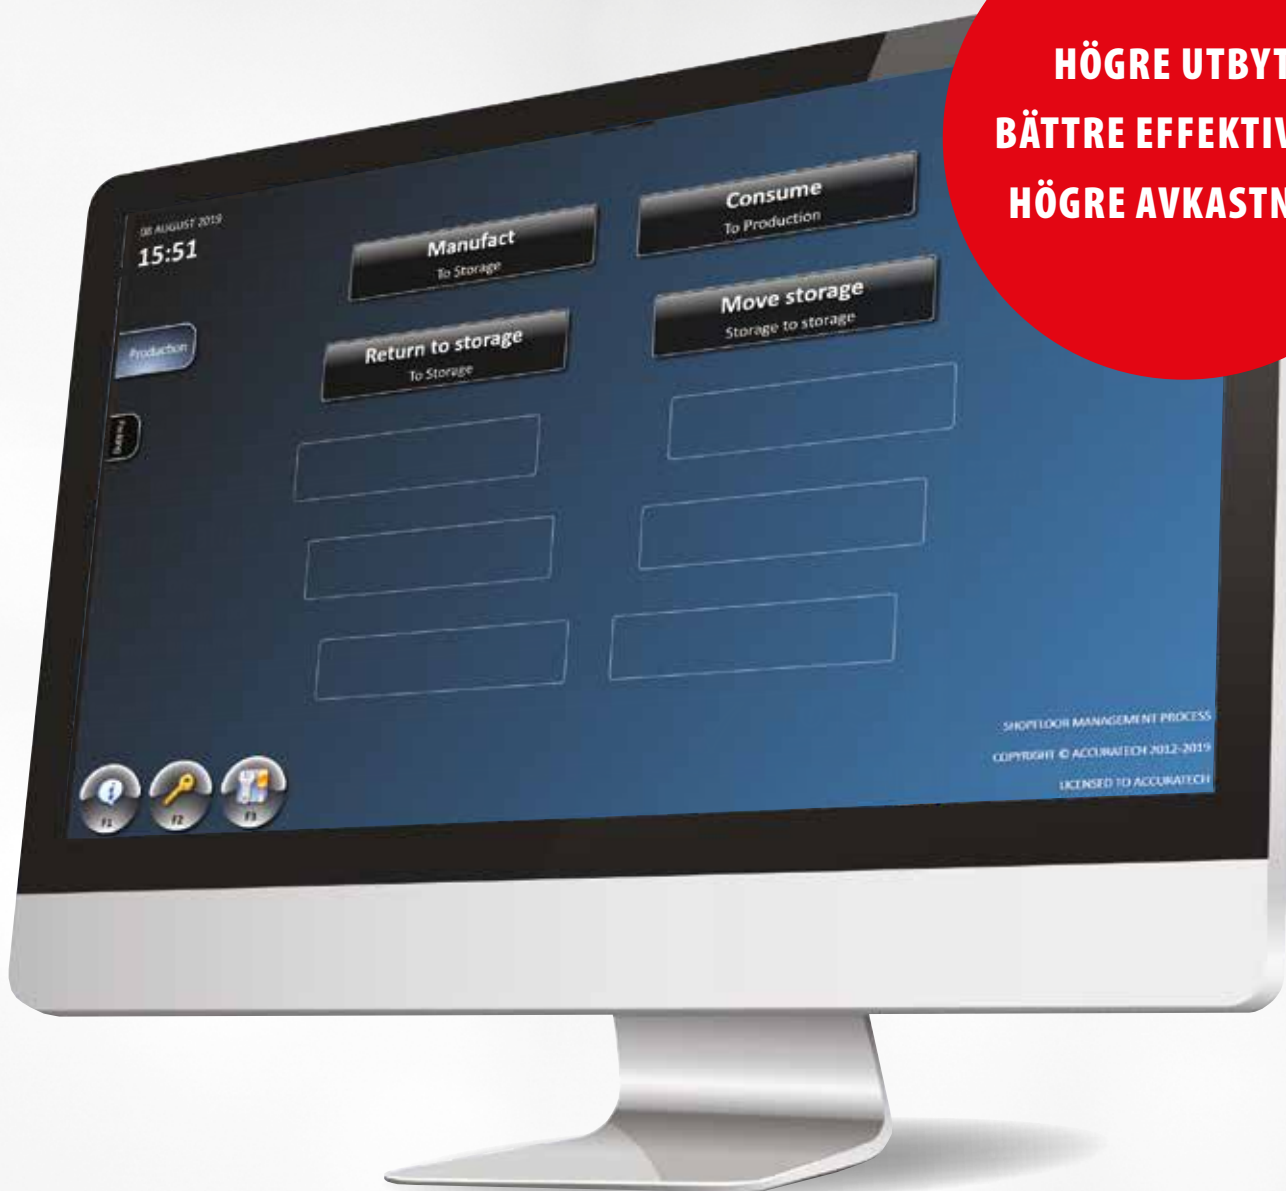 HÖGRE UTBYT
BÄTTRE EFFEKTIV
HÖGRE AVKASTN
08 AUGUST 2019
15:51
Manufact
To Storage
Consume
To Production
Return to storage
To Storage
Move storage
Storage to storage
Production
Packing
F1
F2
F3
SHOPFLOOR MANAGEMENT PROCESS
COPYRIGHT © ACCURATECH 2012-2019
LICENSED TO ACCURATECH